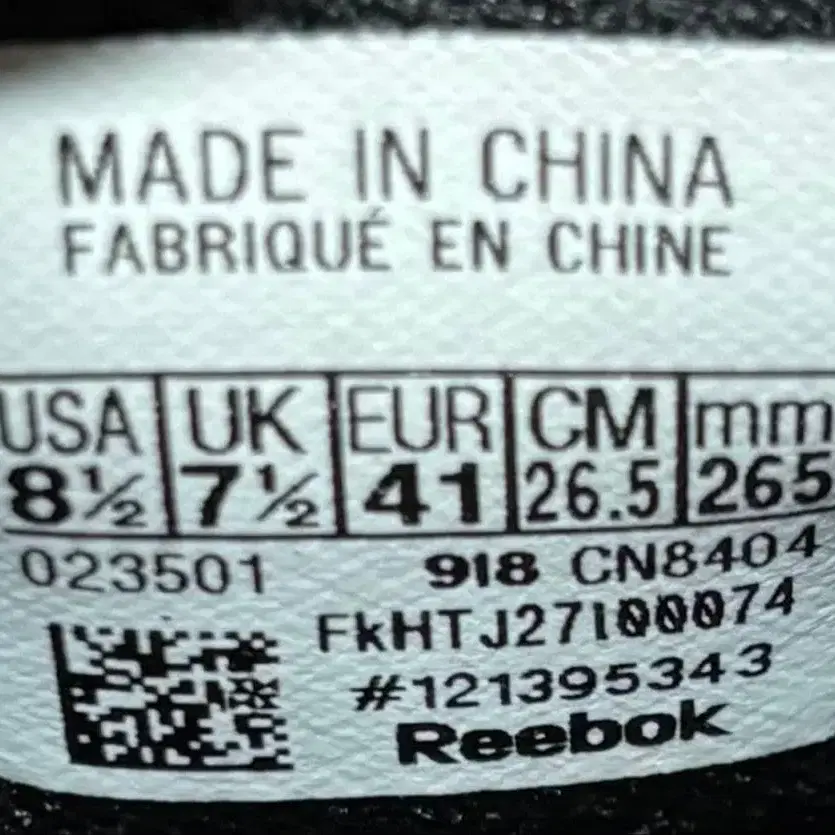 MADE IN CHINA
FABRIQUÉ EN CHINE
USA UK EUR CM mm
8½ 7½ 41 26.5 265
023501 918 CN8404
FkHTJ27100074
#121395343
Reebok